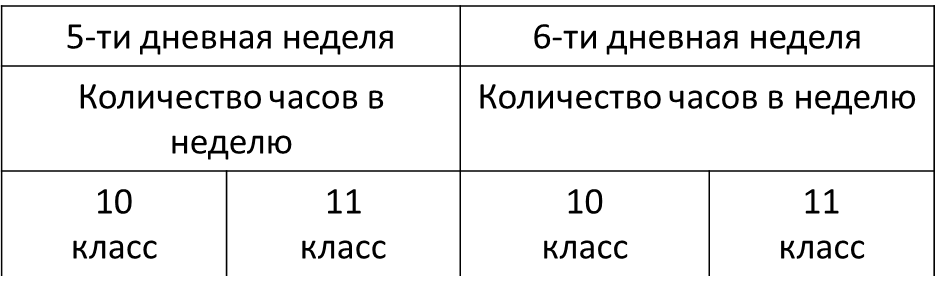 5-ти дневная неделя
6-ти дневная неделя
Количество часов в
неделю
Количество часов в неделю
10
класс
11
класс
10
класс
11
класс